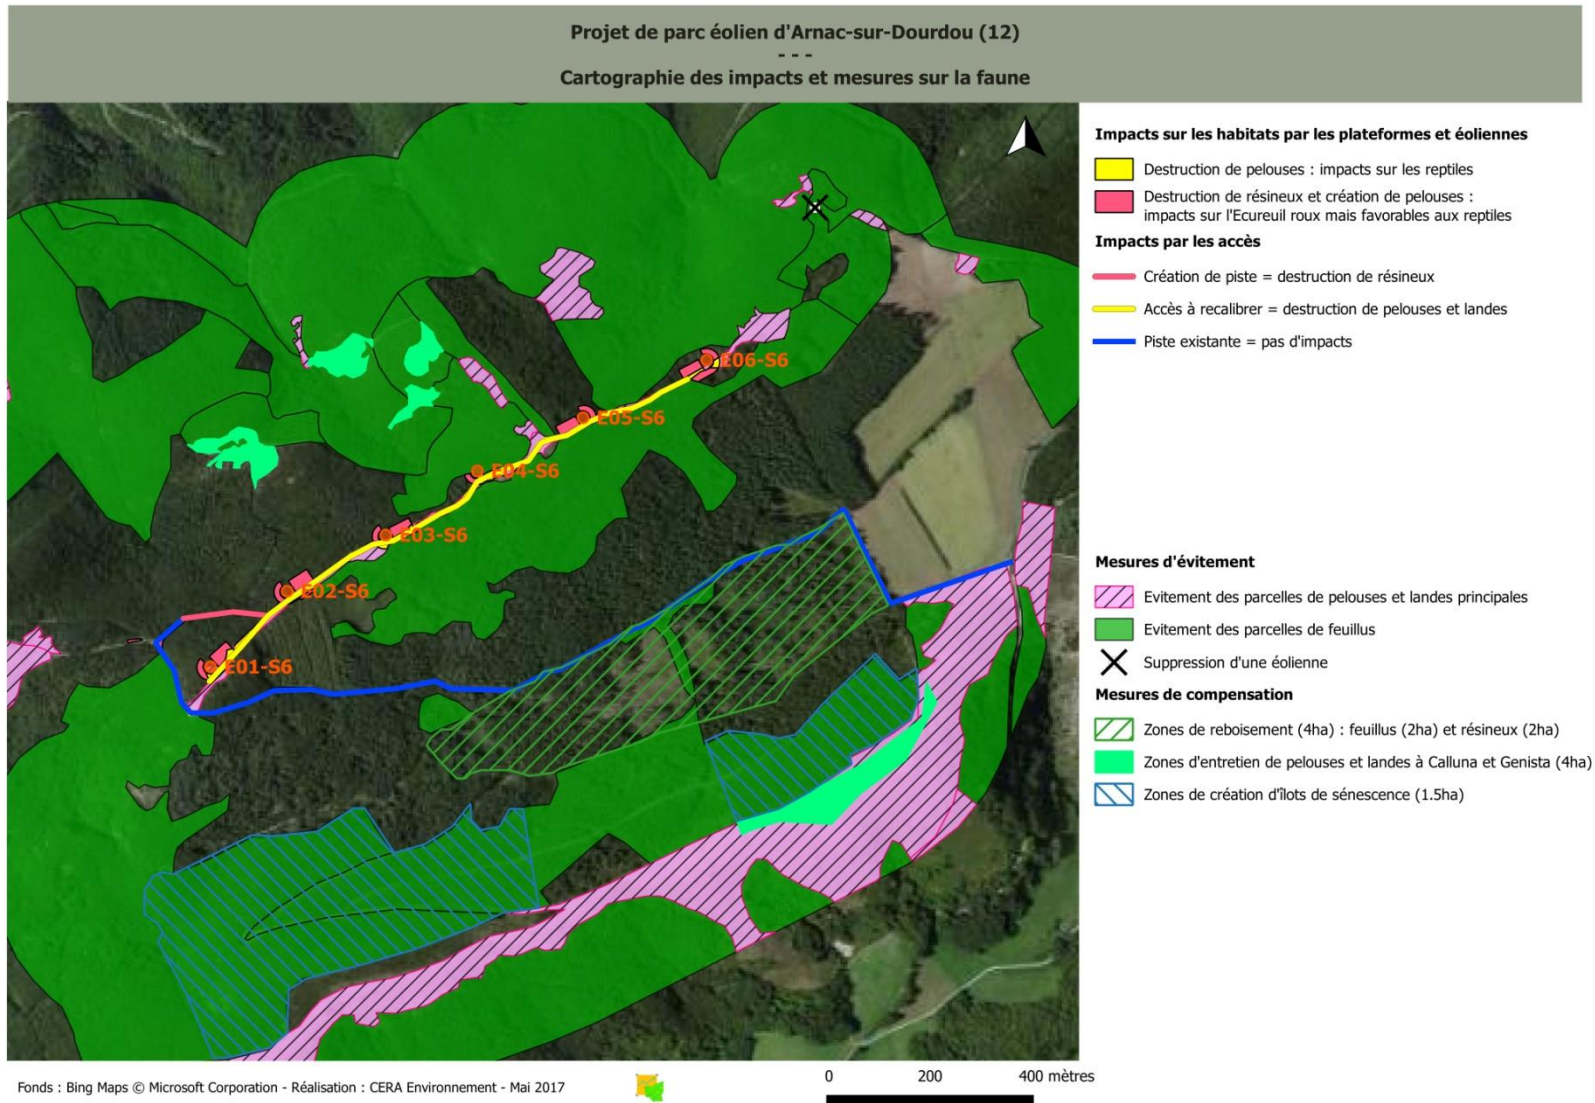 Projet de parc éolien d'Arnac-sur-Dourdou (12)
- - -
Cartographie des impacts et mesures sur la faune
Impacts sur les habitats par les plateformes et éoliennes
Destruction de pelouses : impacts sur les reptiles
Destruction de résineux et création de pelouses :
impacts sur l'Ecureuil roux mais favorables aux reptiles
Impacts par les accès
Création de piste = destruction de résineux
Accès à recalibrer = destruction de pelouses et landes
Piste existante = pas d'impacts
E06-S6
E05-S6
E04-S6
E03-S6
E02-S6
E01-S6
Mesures d'évitement
Evitement des parcelles de pelouses et landes principales
Evitement des parcelles de feuillus
Suppression d'une éolienne
Mesures de compensation
Zones de reboisement (4ha) : feuillus (2ha) et résineux (2ha)
Zones d'entretien de pelouses et landes à Calluna et Genista (4ha)
Zones de création d'îlots de sénescence (1.5ha)
Fonds : Bing Maps © Microsoft Corporation - Réalisation : CERA Environnement - Mai 2017
0 200 400 mètres